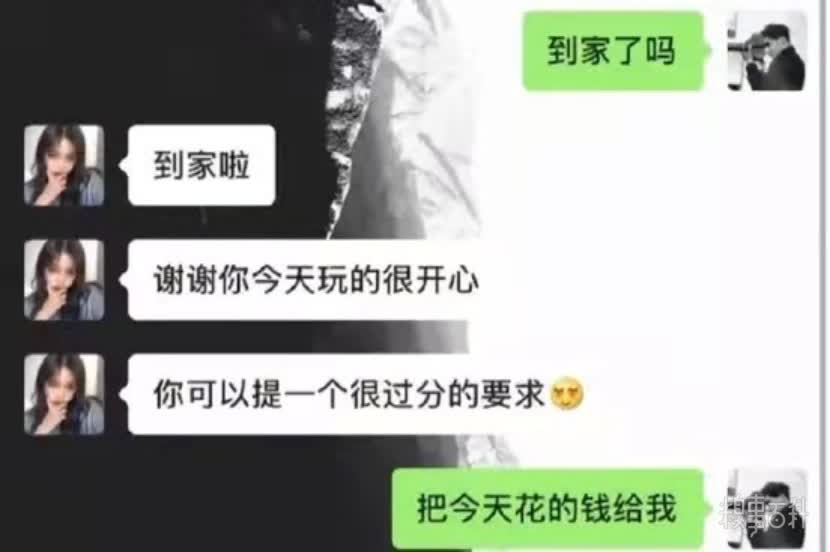 到家了吗
到家啦
谢谢你今天玩的很开心
你可以提一个很过分的要求
把今天花的钱给我
糗事百科